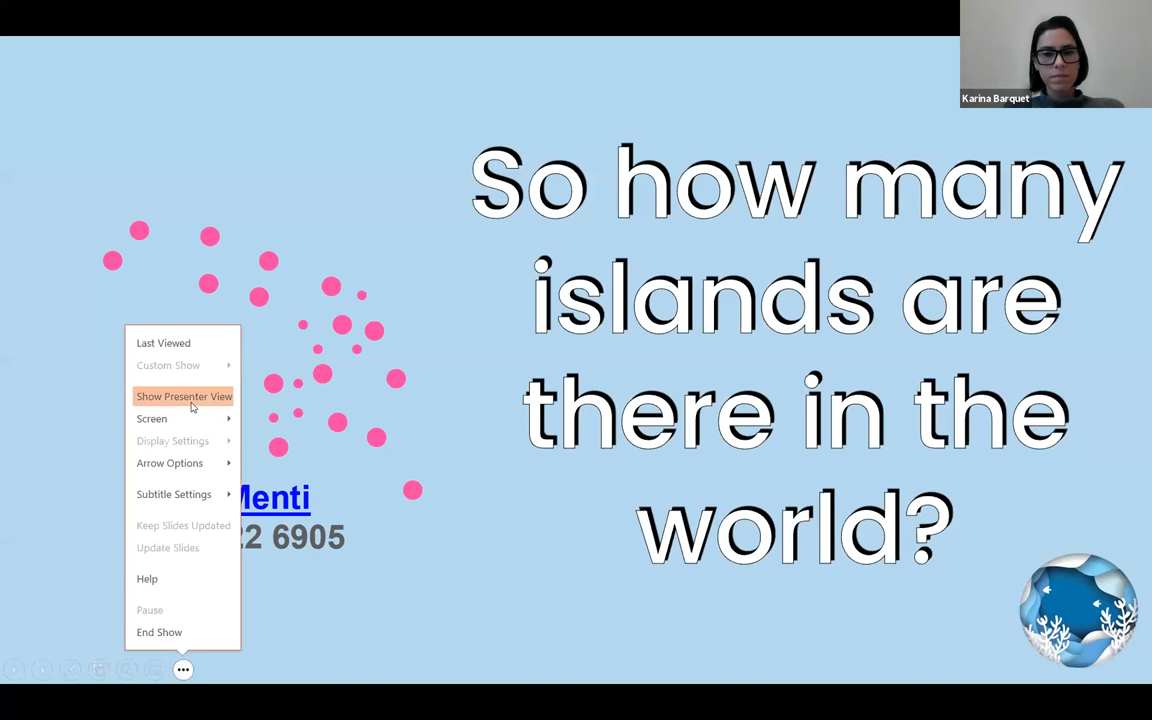 Karina Barquet
So how many
islands are
there in the
world?
Last Viewed
Custom Show
Show Presenter View
Screen
Display Settings
Arrow Options
Subtitle Settings
Keep Slides Updated
Update Slides
Help
Pause
End Show
Menti
22 6905